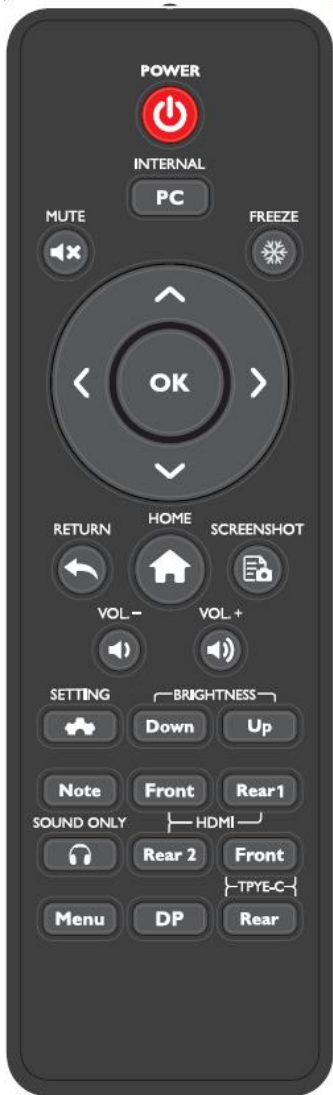 POWER
INTERNAL
PC
MUTE FREEZE
OK
RETURN HOME SCREENSHOT
VOL.- VOL.+
SETTING BRIGHTNESS
Down Up
Note Front Rear1
SOUND ONLY HDMI
Rear 2 Front
TPYE-C
Menu DP Rear